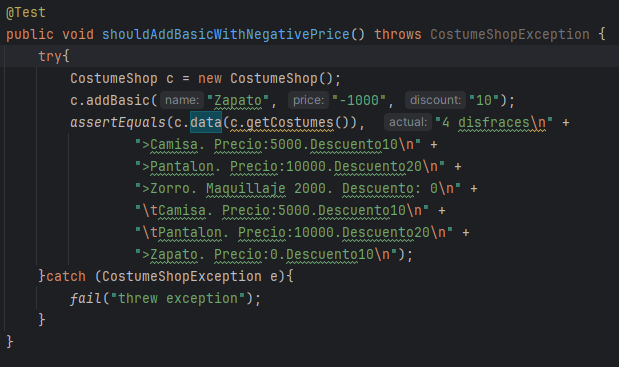 @Test
public void shouldAddBasicWithNegativePrice() throws CostumeShopException {
    try{
        CostumeShop c = new CostumeShop();
        c.addBasic( name: "Zapato", price: "-1000", discount: "10");
        assertEquals(c.data(c.getCostumes()), actual: "4 disfraces\n" +
                ">Camisa. Precio:5000.Descuento10\n" +
                ">Pantalon. Precio:10000.Descuento20\n" +
                ">Zorro. Maquillaje 2000. Descuento: 0\n" +
                "\tCamisa. Precio:5000.Descuento10\n" +
                "\tPantalon. Precio:10000.Descuento20\n" +
                ">Zapato. Precio:0.Descuento10\n");
    }catch (CostumeShopException e){
        fail("threw exception");
    }
}